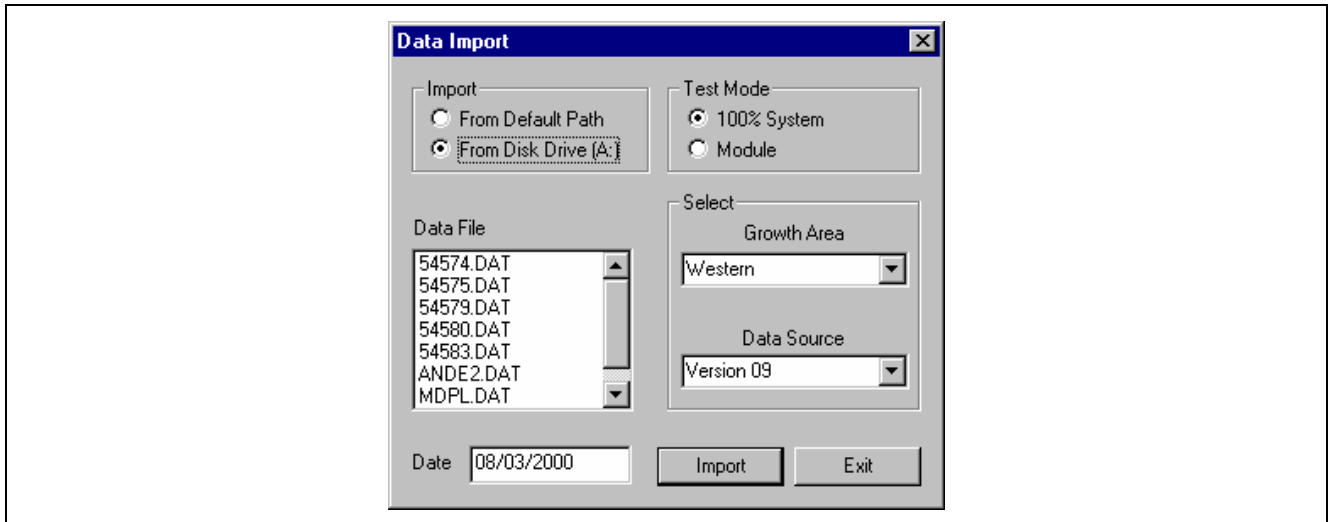 Data Import
Import
From Default Path
From Disk Drive (A:)
Test Mode
100% System
Module
Data File
54574.DAT
54575.DAT
54579.DAT
54580.DAT
54583.DAT
ANDE2.DAT
MDPL.DAT
Select
Growth Area
Western
Data Source
Version 09
Date
08/03/2000
Import
Exit